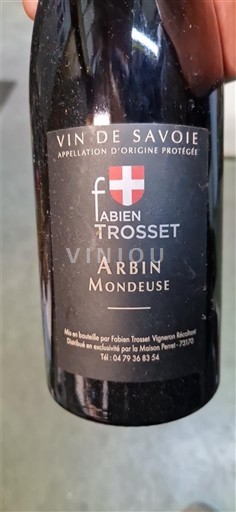 VIN DE SAVOIE
APPELLATION D'ORIGINE PROTÉGÉE
fABIEN
TROSSET
VINIOU
ARBIN
MONDEUSE
Mis en bouteille par Fabien Trosset Vigneron Récoltant
Distribué en exclusivité par la Maison Perret - 73170
Tél : 04 79 36 83 54